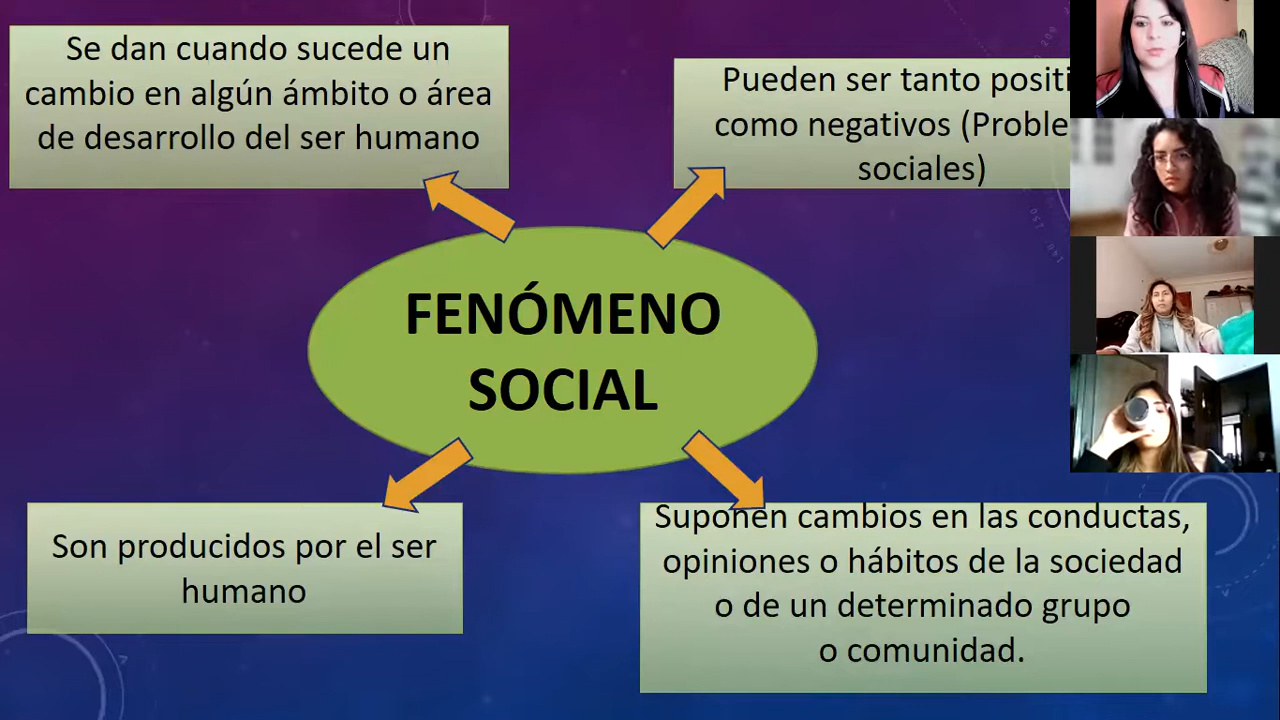 Se dan cuando sucede un
cambio en algún ámbito o área
de desarrollo del ser humano
Pueden ser tanto positi
como negativos (Proble
sociales)
FENÓMENO
SOCIAL
Son producidos por el ser
humano
Suponen cambios en las conductas,
opiniones o hábitos de la sociedad
o de un determinado grupo
o comunidad.